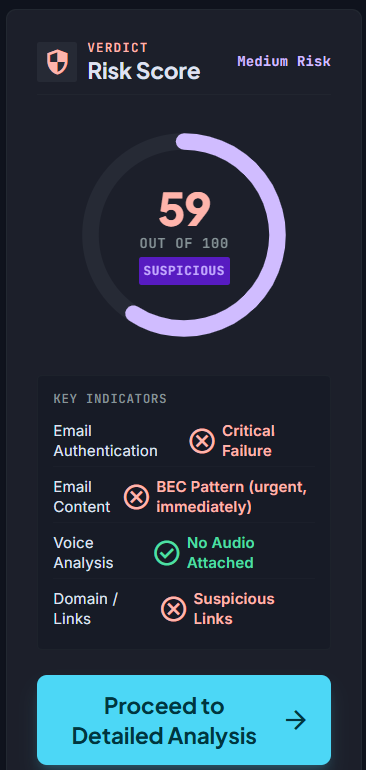 VERDICT
Risk Score
Medium Risk
59
OUT OF 100
SUSPICIOUS
KEY INDICATORS
Email
Authentication
Critical
Failure
Email
Content
BEC Pattern (urgent,
immediately)
Voice
Analysis
No Audio
Attached
Domain /
Links
Suspicious
Links
Proceed to
Detailed Analysis